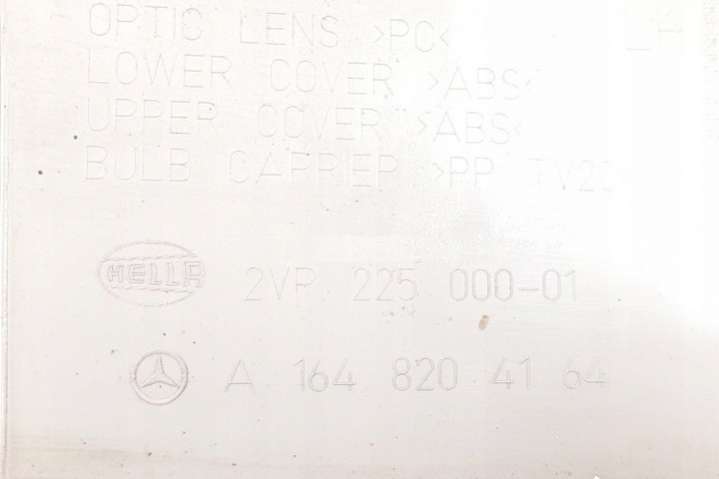 OPTIC LENS >PC<
LOWER COVER >ABS<
UPPER COVER >ABS<
BULB CARRIER >PP TV20
HELLA 2VP 225 000-01
A 164 820 41 64